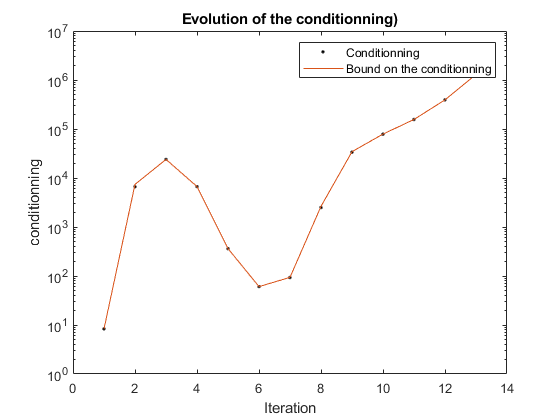 Evolution of the conditionning)
Conditionning
Bound on the conditionning
conditionning
10^7
10^6
10^5
10^4
10^3
10^2
10^1
10^0
0 2 4 6 8 10 12 14
Iteration